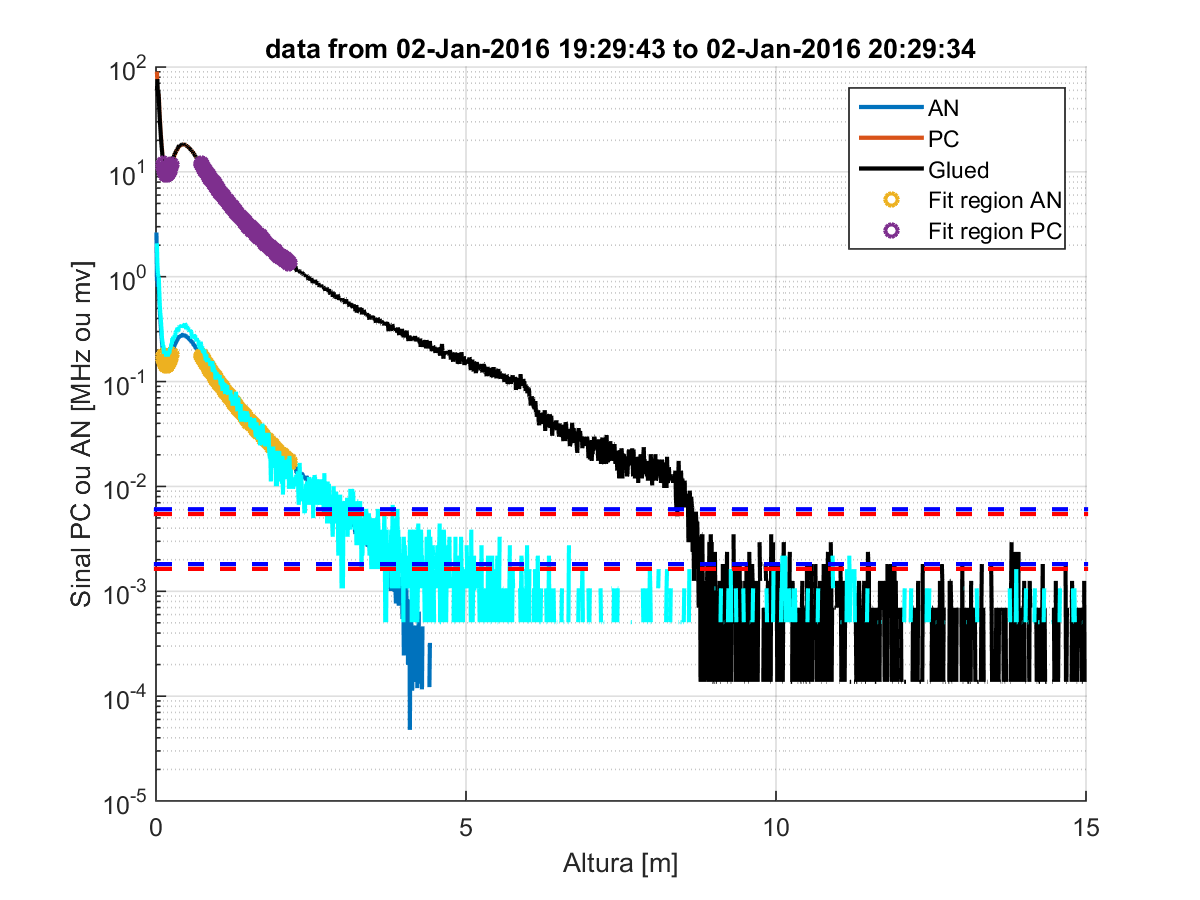 data from 02-Jan-2016 19:29:43 to 02-Jan-2016 20:29:34
AN
PC
Glued
Fit region AN
Fit region PC
Sinal PC ou AN [MHz ou mv]
10^2
10^1
10^0
10^-1
10^-2
10^-3
10^-4
10^-5
0
5
10
15
Altura [m]